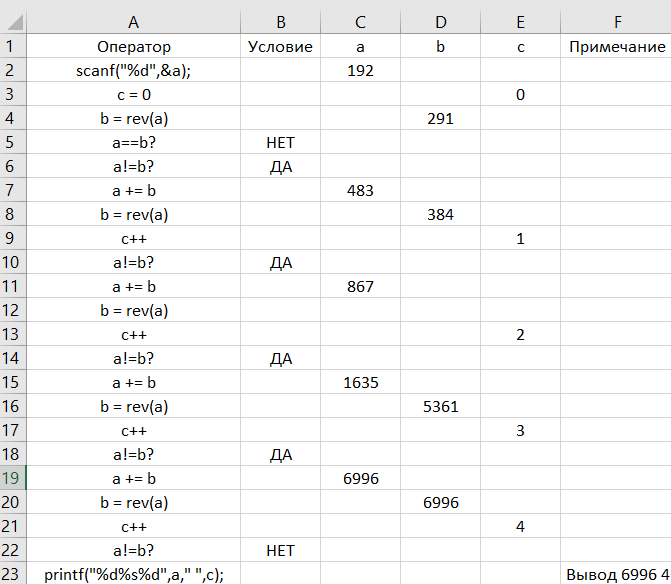 A B C D E F
1 Оператор Условие a b c Примечание
2 scanf("%d",&a); 192
3 c = 0 0
4 b = rev(a) 291
5 a==b? НЕТ
6 a!=b? ДА
7 a += b 483
8 b = rev(a) 384
9 c++ 1
10 a!=b? ДА
11 a += b 867
12 b = rev(a)
13 c++ 2
14 a!=b? ДА
15 a += b 1635
16 b = rev(a) 5361
17 c++ 3
18 a!=b? ДА
19 a += b 6996
20 b = rev(a) 6996
21 c++ 4
22 a!=b? НЕТ
23 printf("%d%s%d",a," ",c); Вывод 6996 4